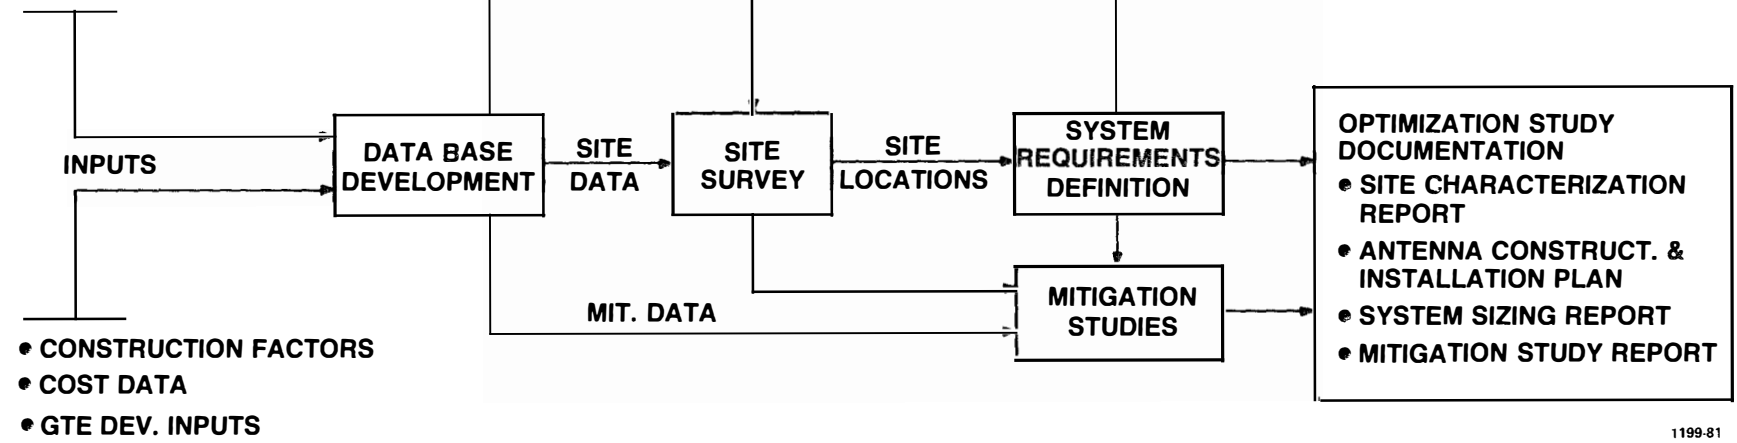 INPUTS
DATA BASE
DEVELOPMENT
SITE
DATA
SITE
SURVEY
SITE
LOCATIONS
SYSTEM
REQUIREMENTS
DEFINITION
MIT. DATA
MITIGATION
STUDIES
OPTIMIZATION STUDY
DOCUMENTATION
• SITE CHARACTERIZATION
REPORT
• ANTENNA CONSTRUCT. &
INSTALLATION PLAN
• SYSTEM SIZING REPORT
• MITIGATION STUDY REPORT
• CONSTRUCTION FACTORS
• COST DATA
• GTE DEV. INPUTS
1199-81